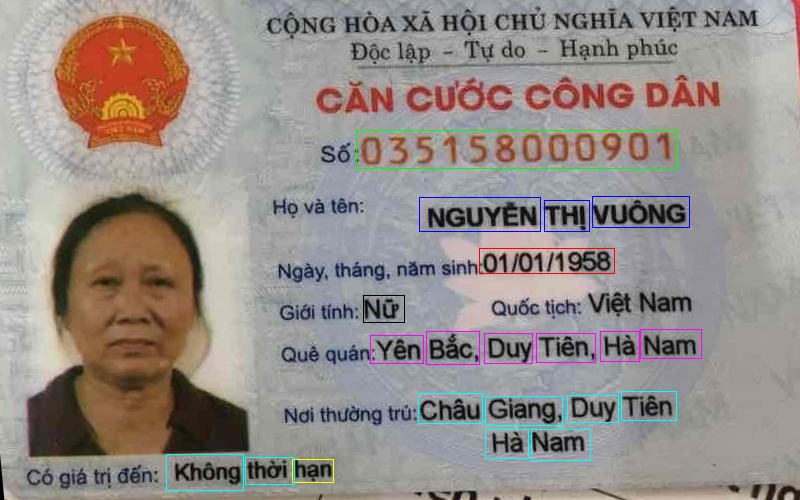 CỘNG HÒA XÃ HỘI CHỦ NGHĨA VIỆT NAM
Độc lập - Tự do - Hạnh phúc
CĂN CƯỚC CÔNG DÂN
Số: 035158000901
Họ và tên: NGUYỄN THỊ VUÔNG
Ngày, tháng, năm sinh: 01/01/1958
Giới tính: Nữ Quốc tịch: Việt Nam
Quê quán: Yên Bắc, Duy Tiên, Hà Nam
Nơi thường trú: Châu Giang, Duy Tiên
Hà Nam
Có giá trị đến: Không thời hạn